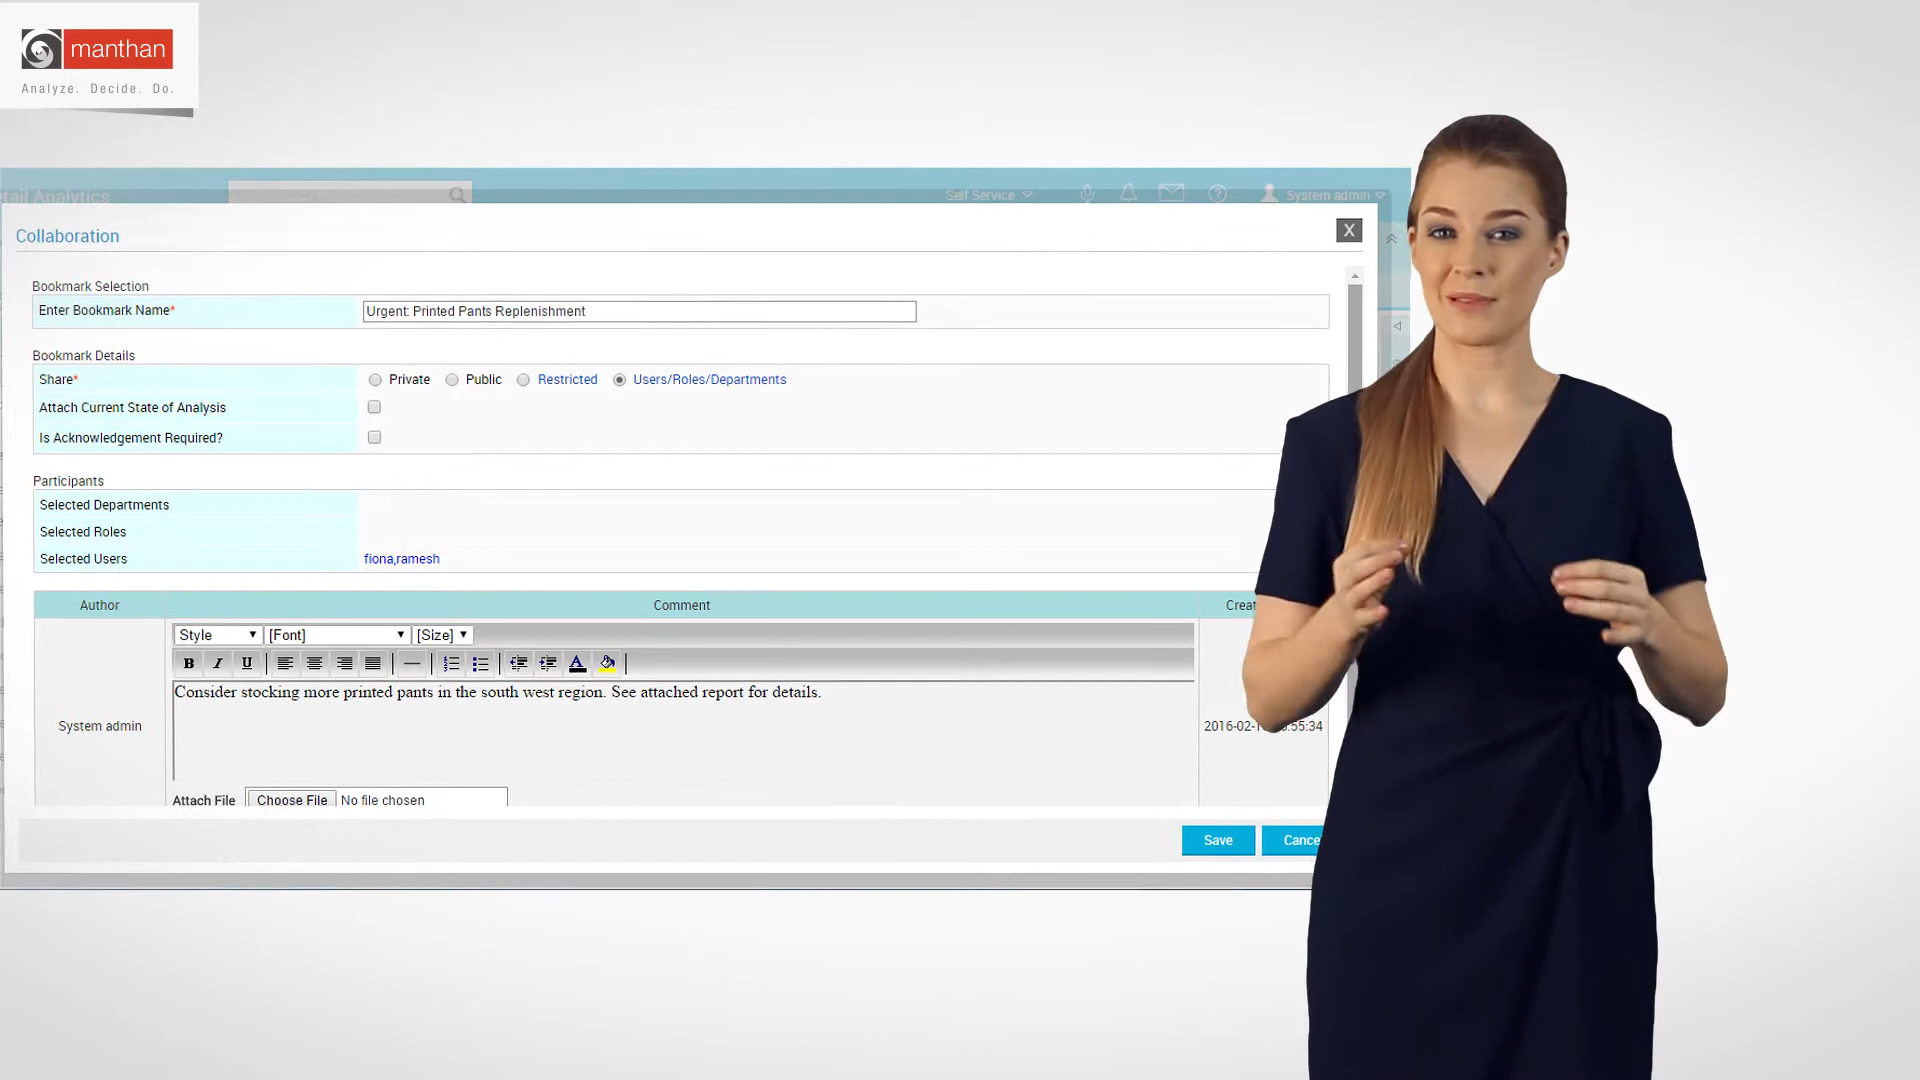 manthan
Analyze. Decide. Do.
tail Analytics
Self Service
System admin
Collaboration
X
Bookmark Selection
Enter Bookmark Name*
Urgent: Printed Pants Replenishment
Bookmark Details
Share*
Private Public Restricted Users/Roles/Departments
Attach Current State of Analysis
Is Acknowledgement Required?
Participants
Selected Departments
Selected Roles
Selected Users fiona,ramesh
Author Comment Creat
Style [Font] [Size]
B I U A
Consider stocking more printed pants in the south west region. See attached report for details.
System admin
Attach File Choose File No file chosen
Save Cance